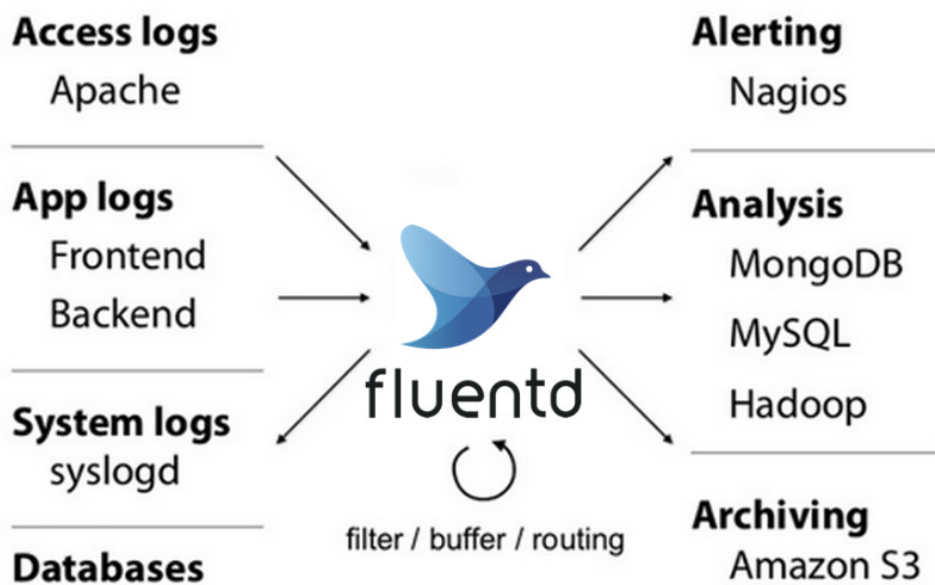 Access logs
Apache
App logs
Frontend
Backend
System logs
syslogd
Databases
fluentd
filter / buffer / routing
Alerting
Nagios
Analysis
MongoDB
MySQL
Hadoop
Archiving
Amazon S3